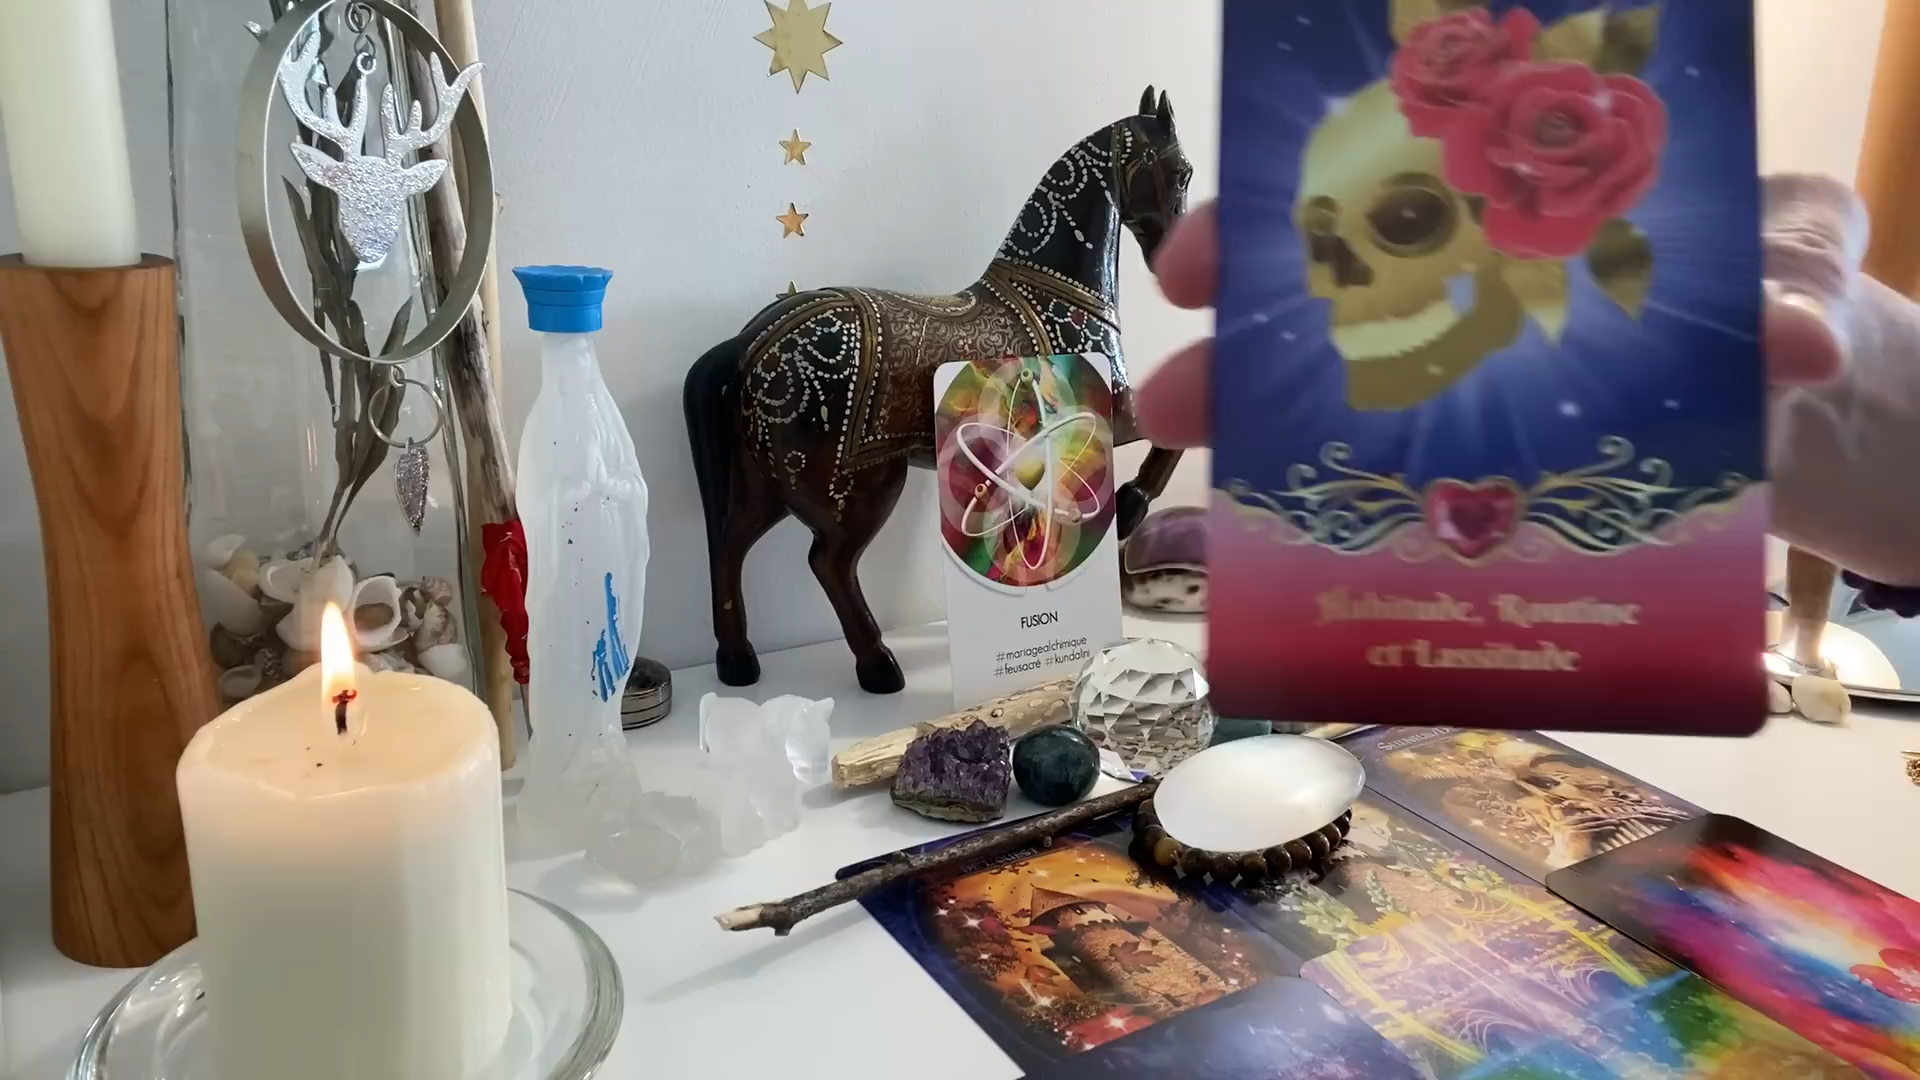 FUSION
#mariagealchimique
#feusacré #kundalini
Habitude, Routine
et Lassitude